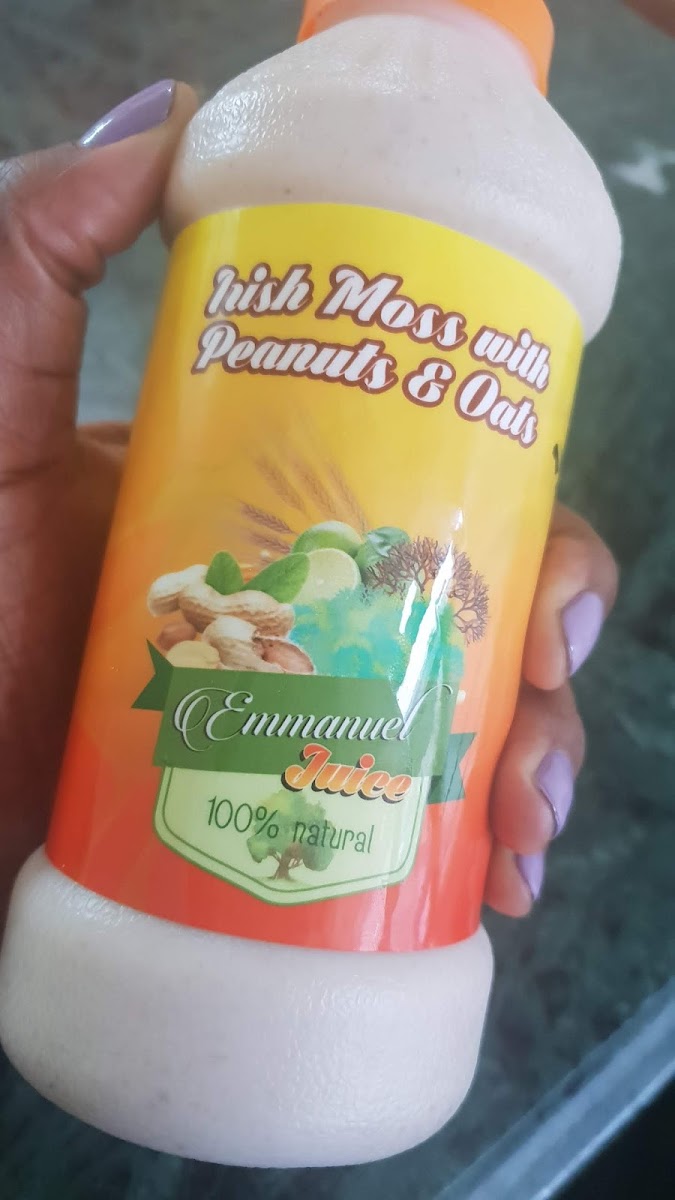 Irish Moss with
Peanuts & Oats
Emmanuel
Juice
100% natural